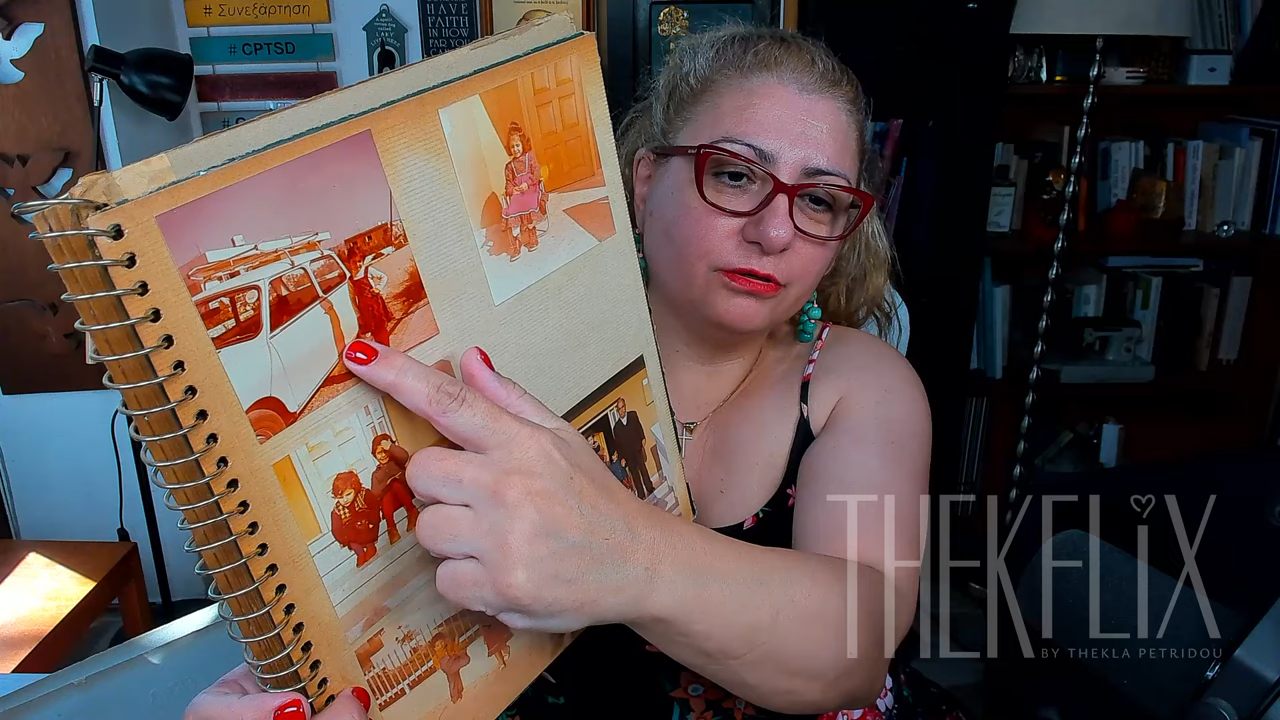 # Συνεξάρτηση
# CPTSD
HAVE
FAITH
IN HOW
FAR YOU
THEKFLiX
BY THEKLA PETRIDOU